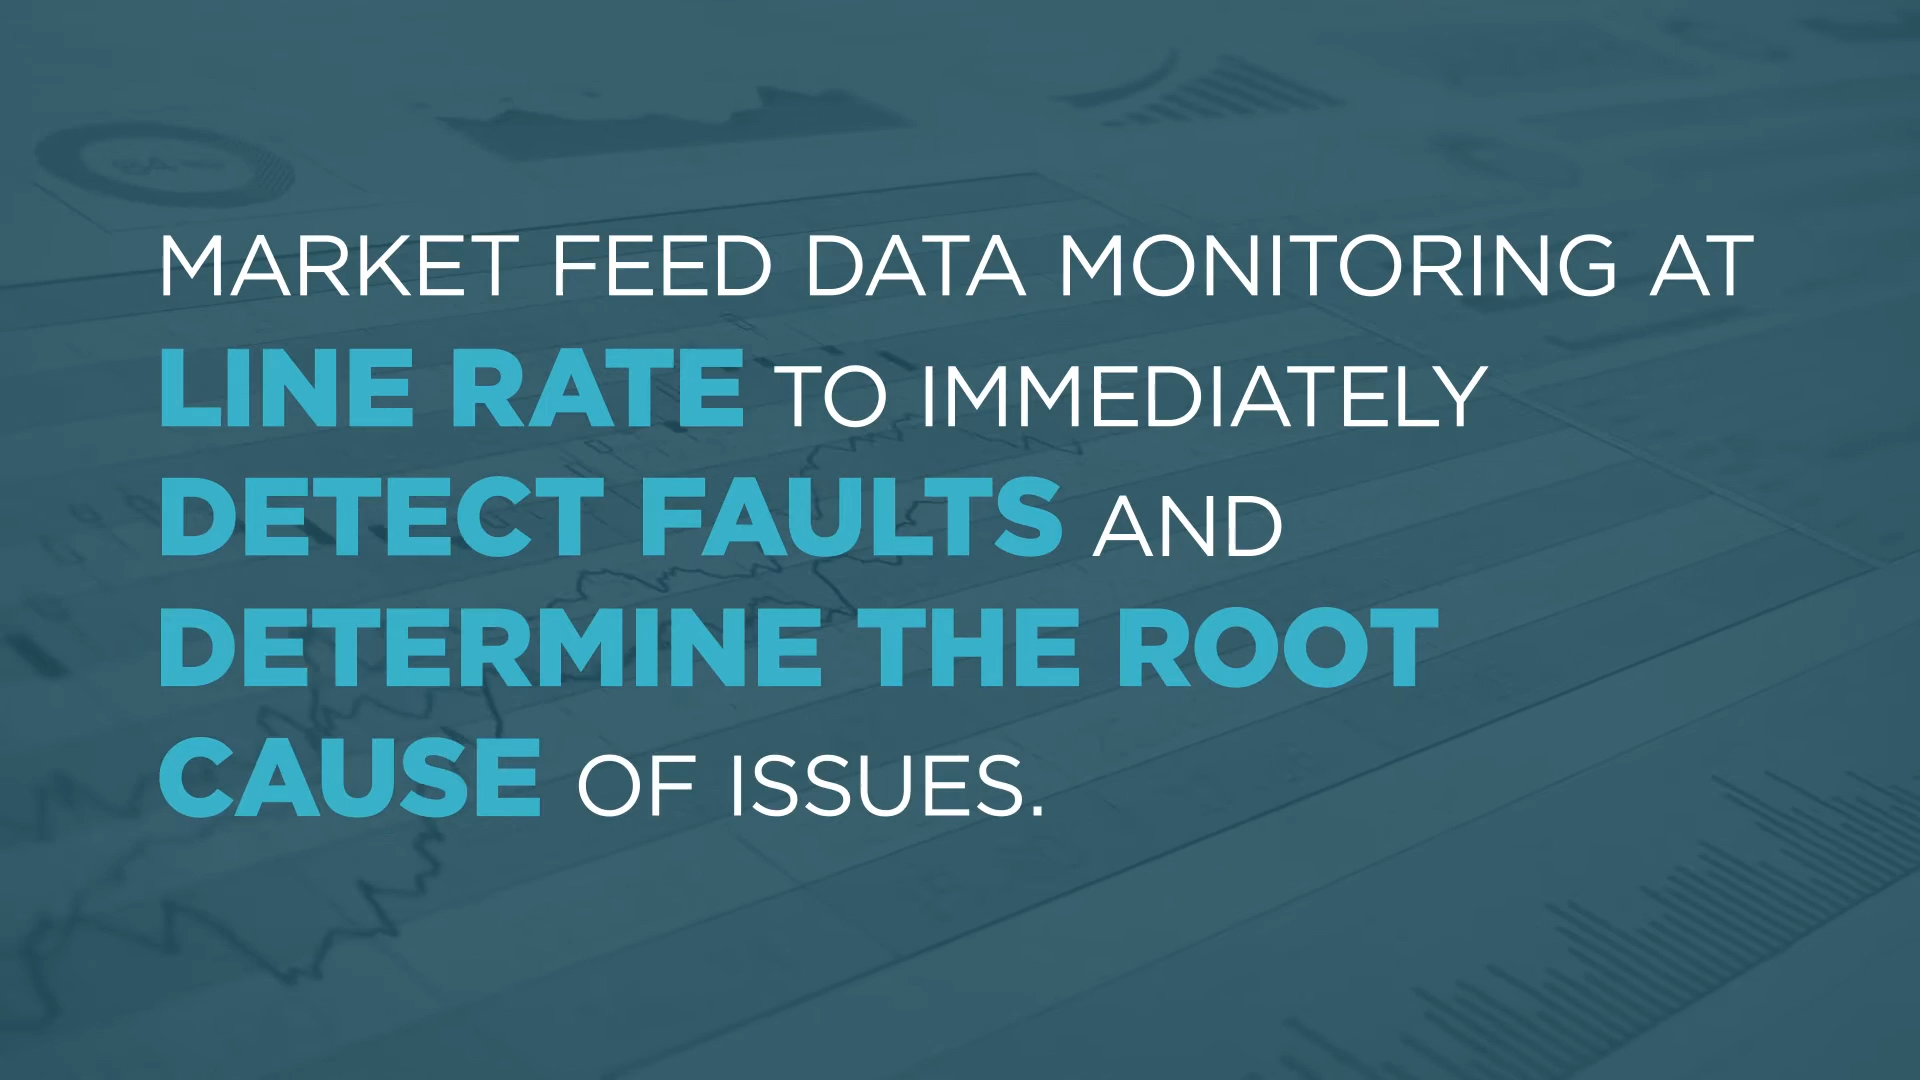 MARKET FEED DATA MONITORING AT
LINE RATE TO IMMEDIATELY
DETECT FAULTS AND
DETERMINE THE ROOT
CAUSE OF ISSUES.